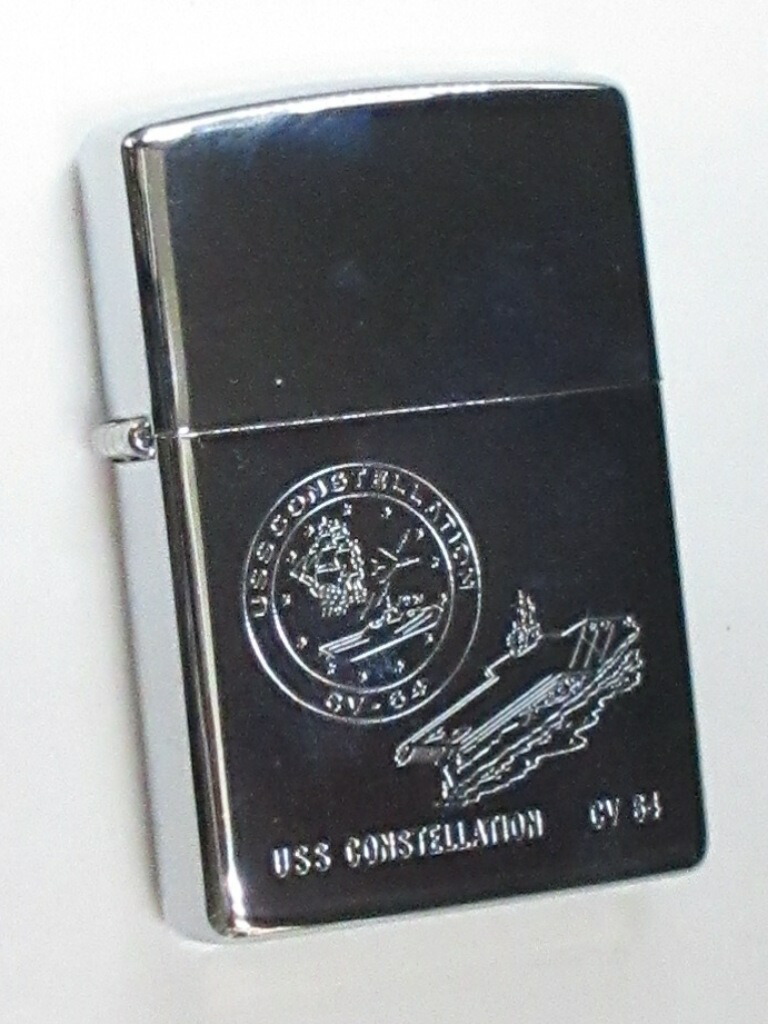 USS CONSTELLATION
CV-64
USS CONSTELLATION CV 64